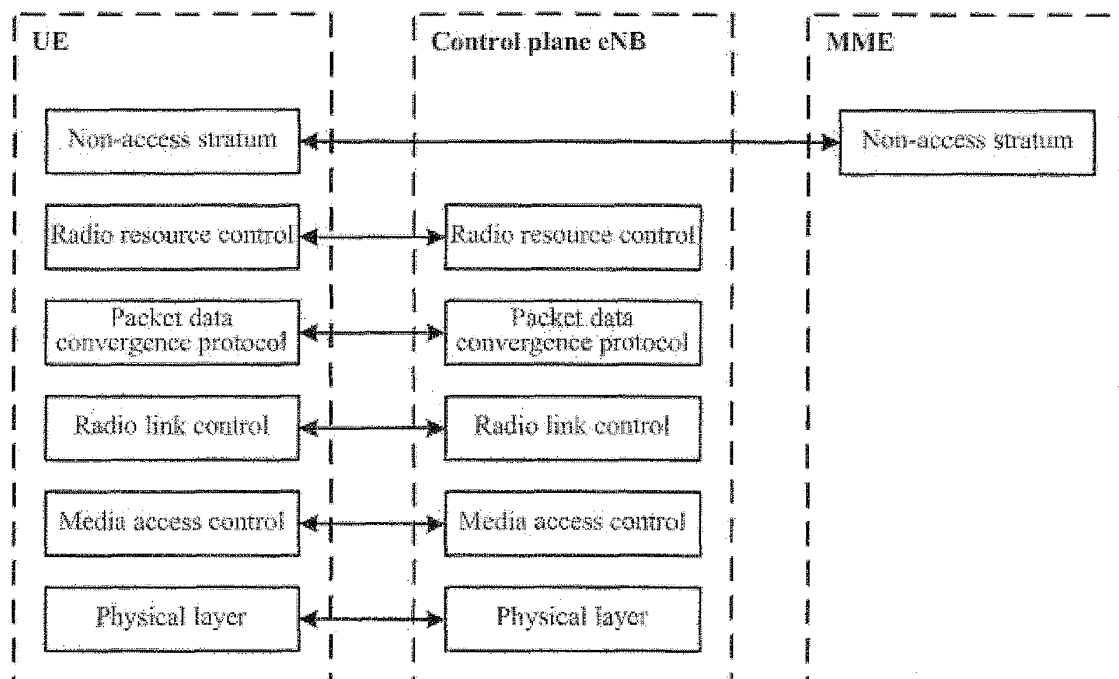 UE
Control plane eNB
MME
Non-access stratum
Non-access stratum
Radio resource control
Radio resource control
Packet data
convergence protocol
Packet data
convergence protocol
Radio link control
Radio link control
Media access control
Media access control
Physical layer
Physical layer